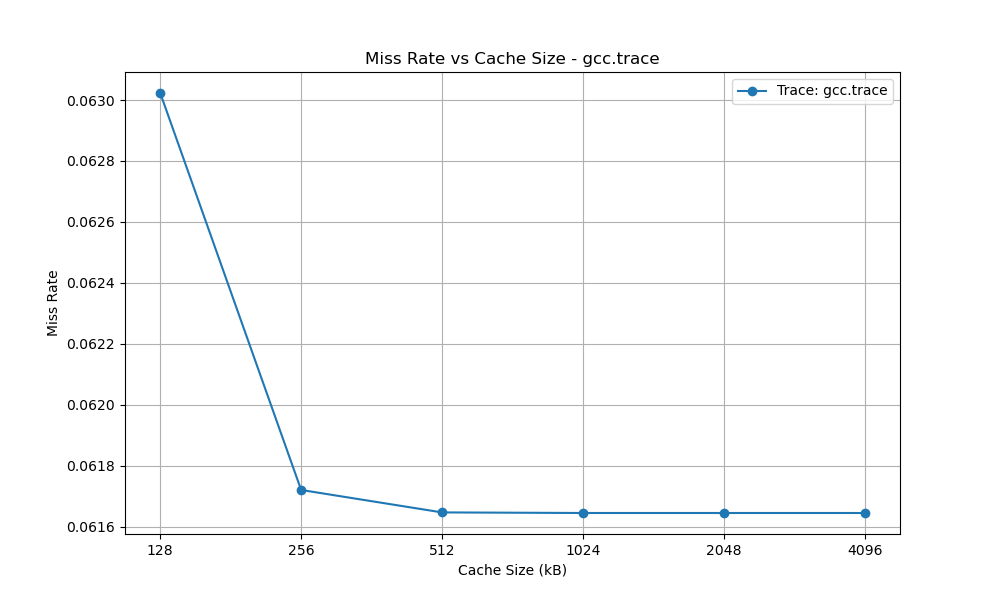 Miss Rate vs Cache Size - gcc.trace
Trace: gcc.trace
0.0630
0.0628
0.0626
0.0624
0.0622
0.0620
0.0618
0.0616
Miss Rate
128 256 512 1024 2048 4096
Cache Size (kB)